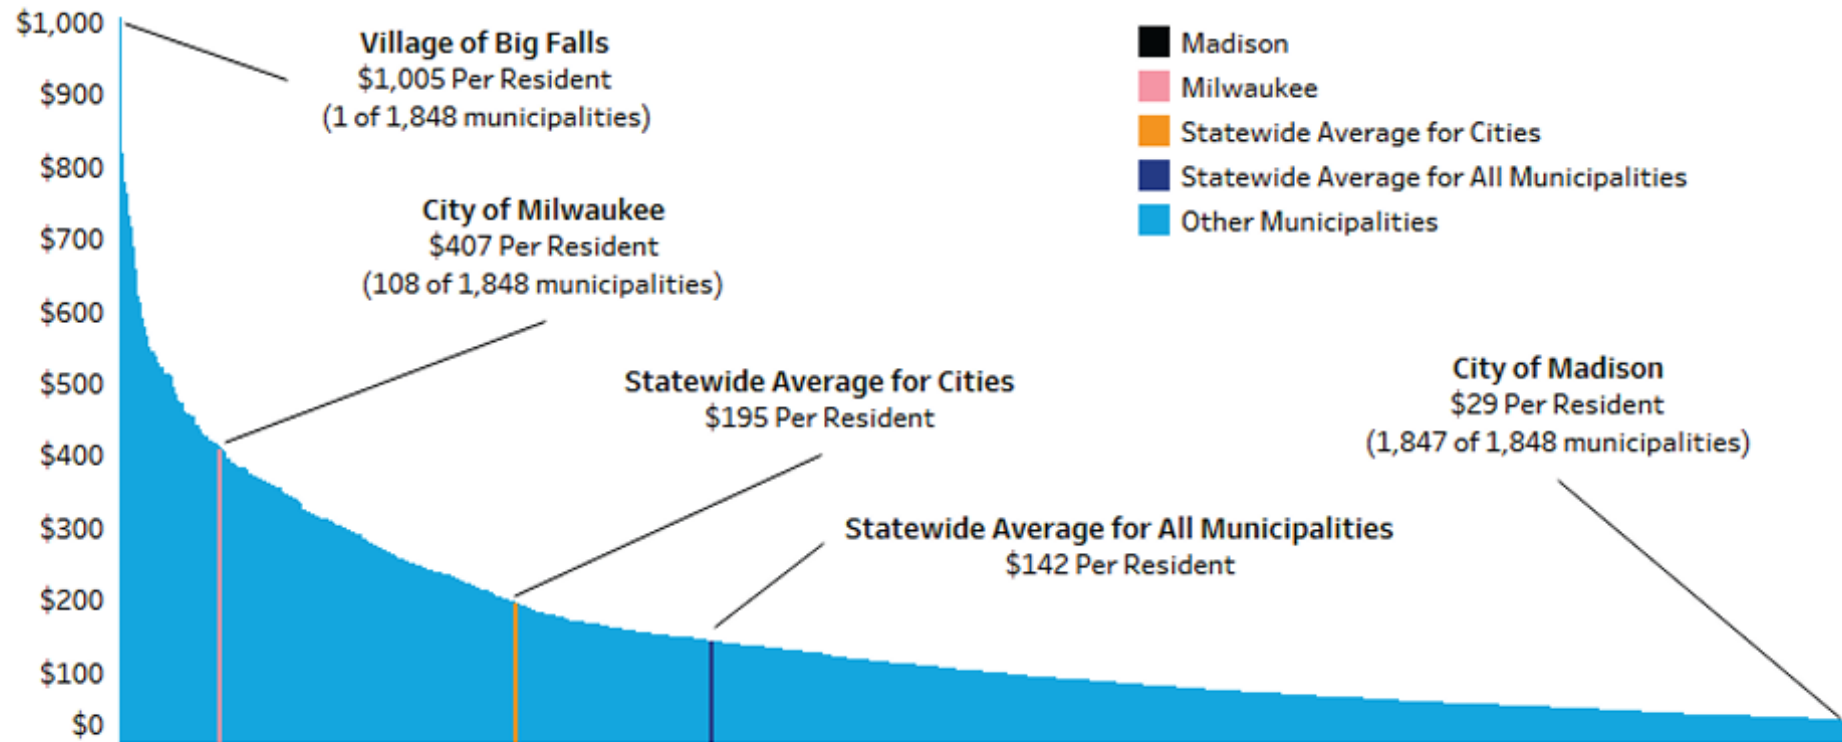 $1,000
$900
$800
$700
$600
$500
$400
$300
$200
$100
$0
Village of Big Falls
$1,005 Per Resident
(1 of 1,848 municipalities)
City of Milwaukee
$407 Per Resident
(108 of 1,848 municipalities)
Statewide Average for Cities
$195 Per Resident
Statewide Average for All Municipalities
$142 Per Resident
City of Madison
$29 Per Resident
(1,847 of 1,848 municipalities)
Madison
Milwaukee
Statewide Average for Cities
Statewide Average for All Municipalities
Other Municipalities